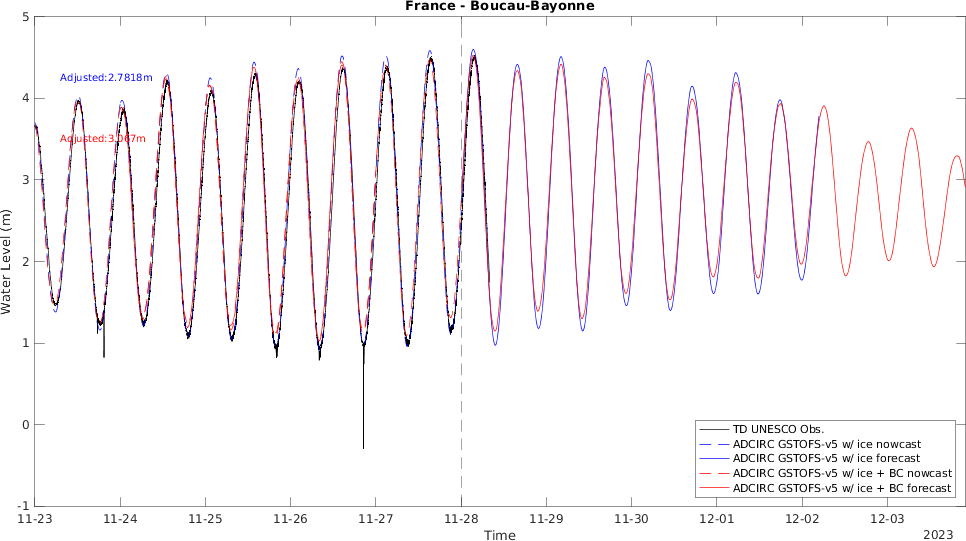 France - Boucau-Bayonne
5
4
3
2
1
0
-1
Water Level (m)
Adjusted:2.7818m
TD UNESCO Obs.
ADCIRC GSTOFS-v5 w/ ice nowcast
ADCIRC GSTOFS-v5 w/ ice forecast
ADCIRC GSTOFS-v5 w/ ice + BC nowcast
ADCIRC GSTOFS-v5 w/ ice + BC forecast
11-23 11-24 11-25 11-26 11-27 11-28 11-29 11-30 12-01 12-02 12-03
Time
2023